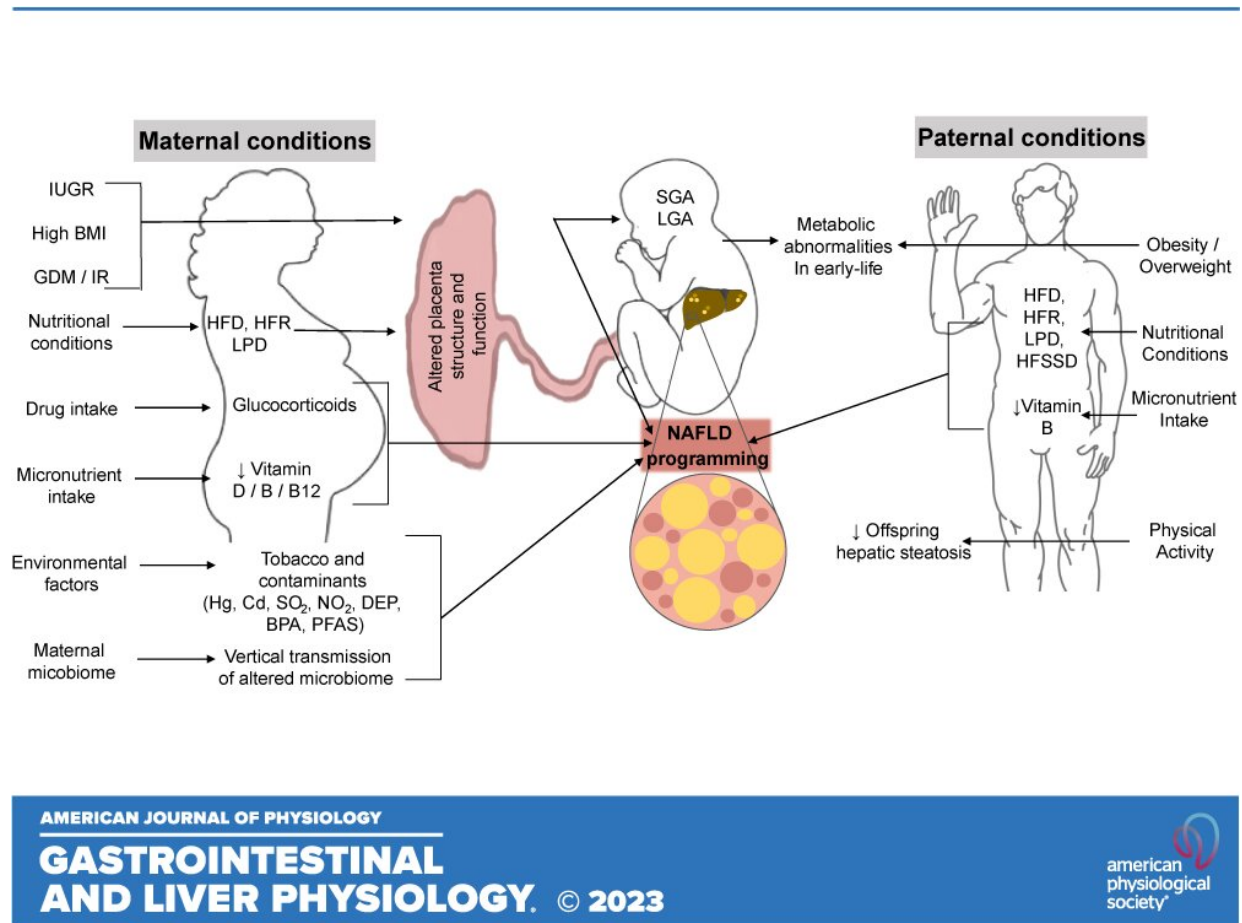 Maternal conditions
IUGR
High BMI
GDM / IR
Nutritional
conditions
HFD, HFR
LPD
Drug intake
Glucocorticoids
Micronutrient
intake
↓ Vitamin
D / B / B12
Environmental
factors
Tobacco and
contaminants
(Hg, Cd, SO₂, NO₂, DEP,
BPA, PFAS)
Maternal
micobiome
Vertical transmission
of altered microbiome
Altered placenta
structure and
function
SGA
LGA
NAFLD
programming
Metabolic
abnormalities
In early-life
Paternal conditions
Obesity /
Overweight
HFD,
HFR,
LPD,
HFSSD
Nutritional
Conditions
↓Vitamin
B
Micronutrient
Intake
↓ Offspring
hepatic steatosis
Physical
Activity
AMERICAN JOURNAL OF PHYSIOLOGY
GASTROINTESTINAL
AND LIVER PHYSIOLOGY. © 2023
american
physiological
society®